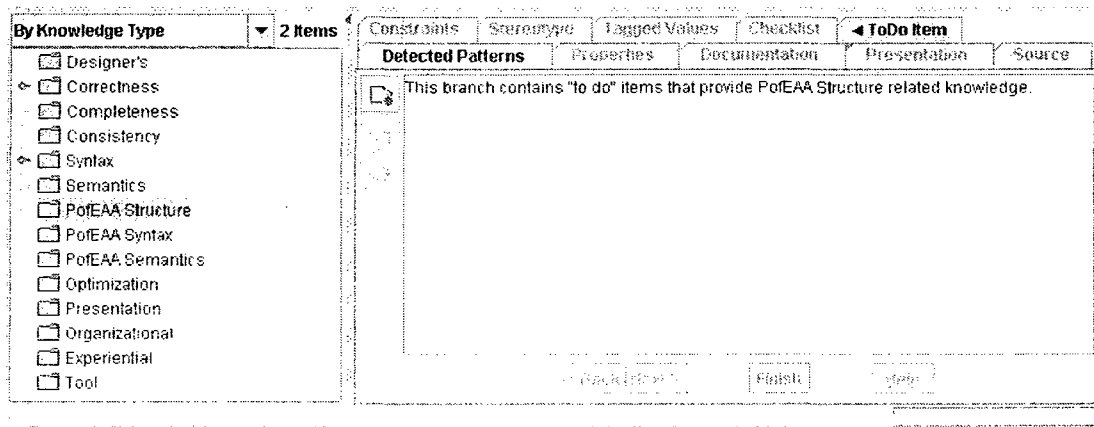 By Knowledge Type 2 Items
Designer's
Correctness
Completeness
Consistency
Syntax
Semantics
PofEAA Structure
PofEAA Syntax
PofEAA Semantics
Optimization
Presentation
Organizational
Experiential
Tool
Constraints Stereotype Tagged Values Checklist ToDo Item
Detected Patterns Properties Documentation Presentation Source
This branch contains "to do" items that provide PofEAA Structure related knowledge.
Back Finish Help